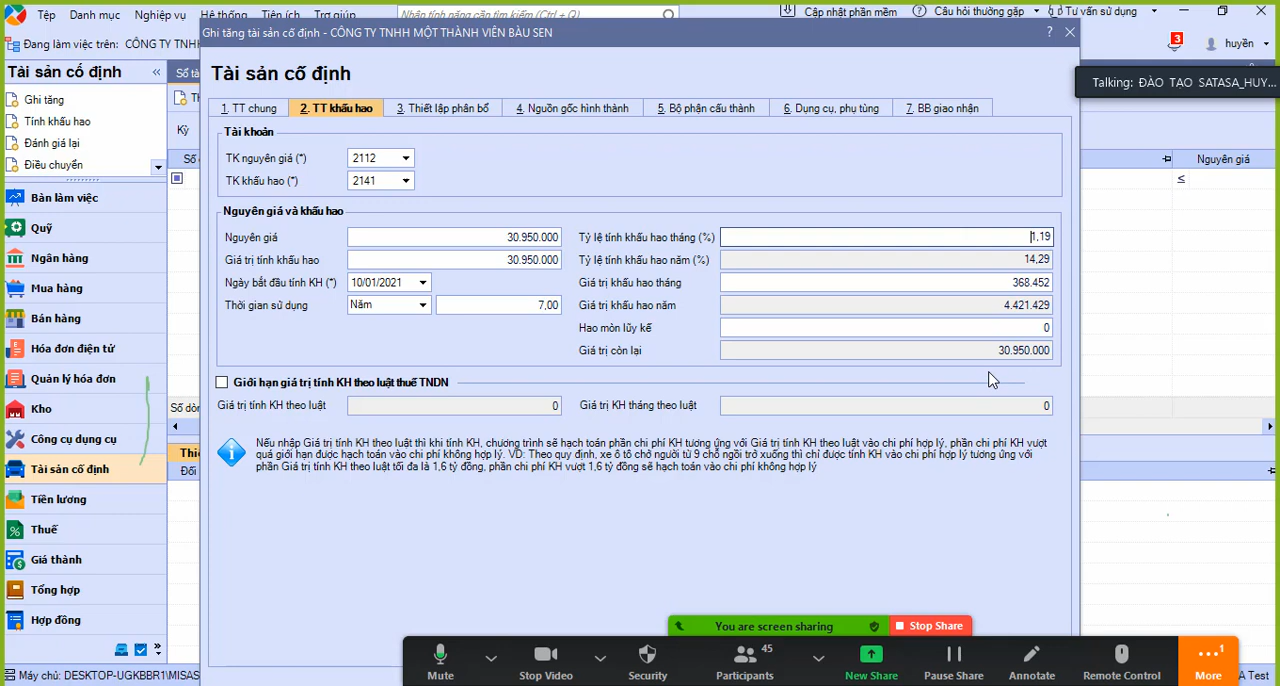 Tệp Danh mục Nghiệp vụ Hệ thống Tiện ích Trợ giúp
Nhập tính năng cần tìm kiếm (Ctrl + Q)
Cập nhật phần mềm
Câu hỏi thường gặp
Tư vấn sử dụng
Đang làm việc trên: CÔNG TY TNHH
3
huyền
Talking: ĐÀO TẠO SATASA_HUY...
Tài sản cố định
«
Ghi tăng
Tính khấu hao
Đánh giá lại
Điều chuyển
Bàn làm việc
Quỹ
Ngân hàng
Mua hàng
Bán hàng
Hóa đơn điện tử
Quản lý hóa đơn
Kho
Công cụ dụng cụ
Tài sản cố định
Tiền lương
Thuế
Giá thành
Tổng hợp
Hợp đồng
Sổ tà
Kỳ
Số
Nguyên giá
≤
Số dòn
Đối
Ghi tăng tài sản cố định - CÔNG TY TNHH MỘT THÀNH VIÊN BÀU SEN
?
Tài sản cố định
1. TT chung
2. TT khấu hao
3. Thiết lập phân bổ
4. Nguồn gốc hình thành
5. Bộ phận cấu thành
6. Dụng cụ, phụ tùng
7. BB giao nhận
Tài khoản
TK nguyên giá (*) 2112
TK khấu hao (*) 2141
Nguyên giá và khấu hao
Nguyên giá 30.950.000 Tỷ lệ tính khấu hao tháng (%) 1,19
Giá trị tính khấu hao 30.950.000 Tỷ lệ tính khấu hao năm (%) 14,29
Ngày bắt đầu tính KH (*) 10/01/2021 Giá trị khấu hao tháng 368.452
Thời gian sử dụng Năm 7,00 Giá trị khấu hao năm 4.421.429
Hao mòn lũy kế 0
Giá trị còn lại 30.950.000
Giới hạn giá trị tính KH theo luật thuế TNDN
Giá trị tính KH theo luật 0 Giá trị KH tháng theo luật 0
Nếu nhập Giá trị tính KH theo luật thì khi tính KH, chương trình sẽ hạch toán phần chi phí KH tương ứng với Giá trị tính KH theo luật vào chi phí hợp lý, phần chi phí KH vượt
quá giới hạn được hạch toán vào chi phí không hợp lý. VD: Theo quy định, xe ô tô chở người từ 9 chỗ ngồi trở xuống thì chỉ được tính KH vào chi phí hợp lý tương ứng với
phần Giá trị tính KH theo luật tối đa là 1,6 tỷ đồng, phần chi phí KH vượt 1,6 tỷ đồng sẽ hạch toán vào chi phí không hợp lý
You are screen sharing
Stop Share
Mute
Stop Video
Security
45
Participants
New Share
Pause Share
Annotate
Remote Control
1
More
Máy chủ: DESKTOP-UGKBBR1\MISAS
A Test